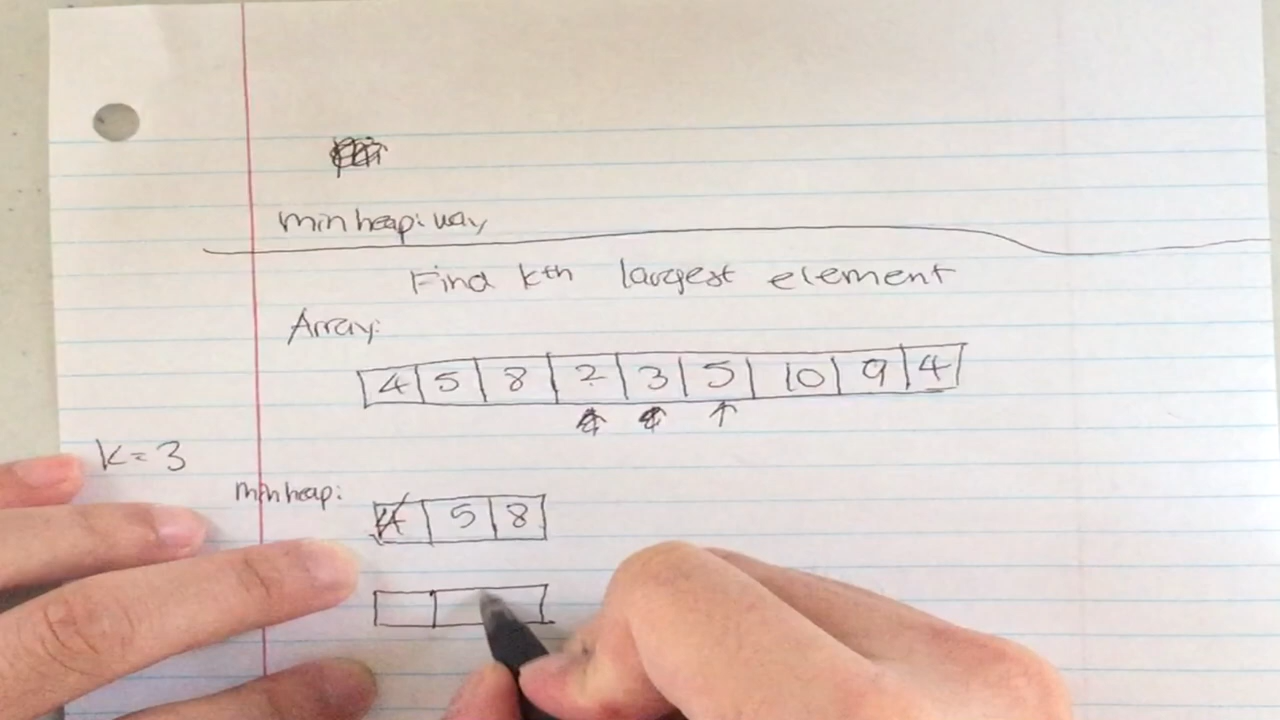 min heap: way
Find kth largest element
Array:
4 5 8 2 3 5 10 9 4
k=3
min heap:
4 5 8